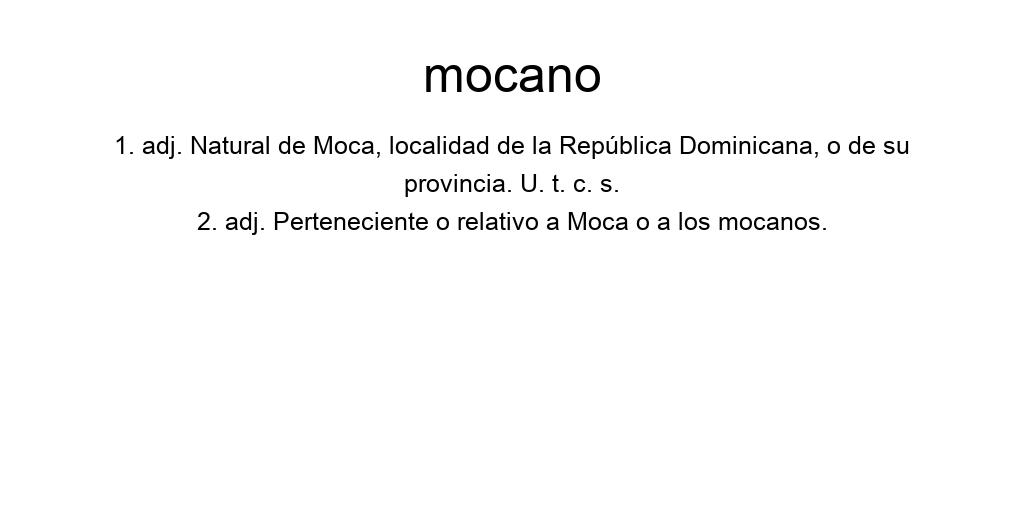 mocano
1. adj. Natural de Moca, localidad de la República Dominicana, o de su
provincia. U. t. c. s.
2. adj. Perteneciente o relativo a Moca o a los mocanos.